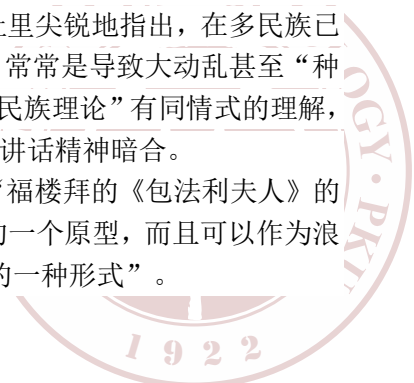 里尖锐地指出，在多民族已
常常是导致大动乱甚至“种
民族理论”有同情式的理解，
讲话精神暗合。
福楼拜的《包法利夫人》的
一个原型，而且可以作为浪
的一种形式”。
OGY · PKU
1922